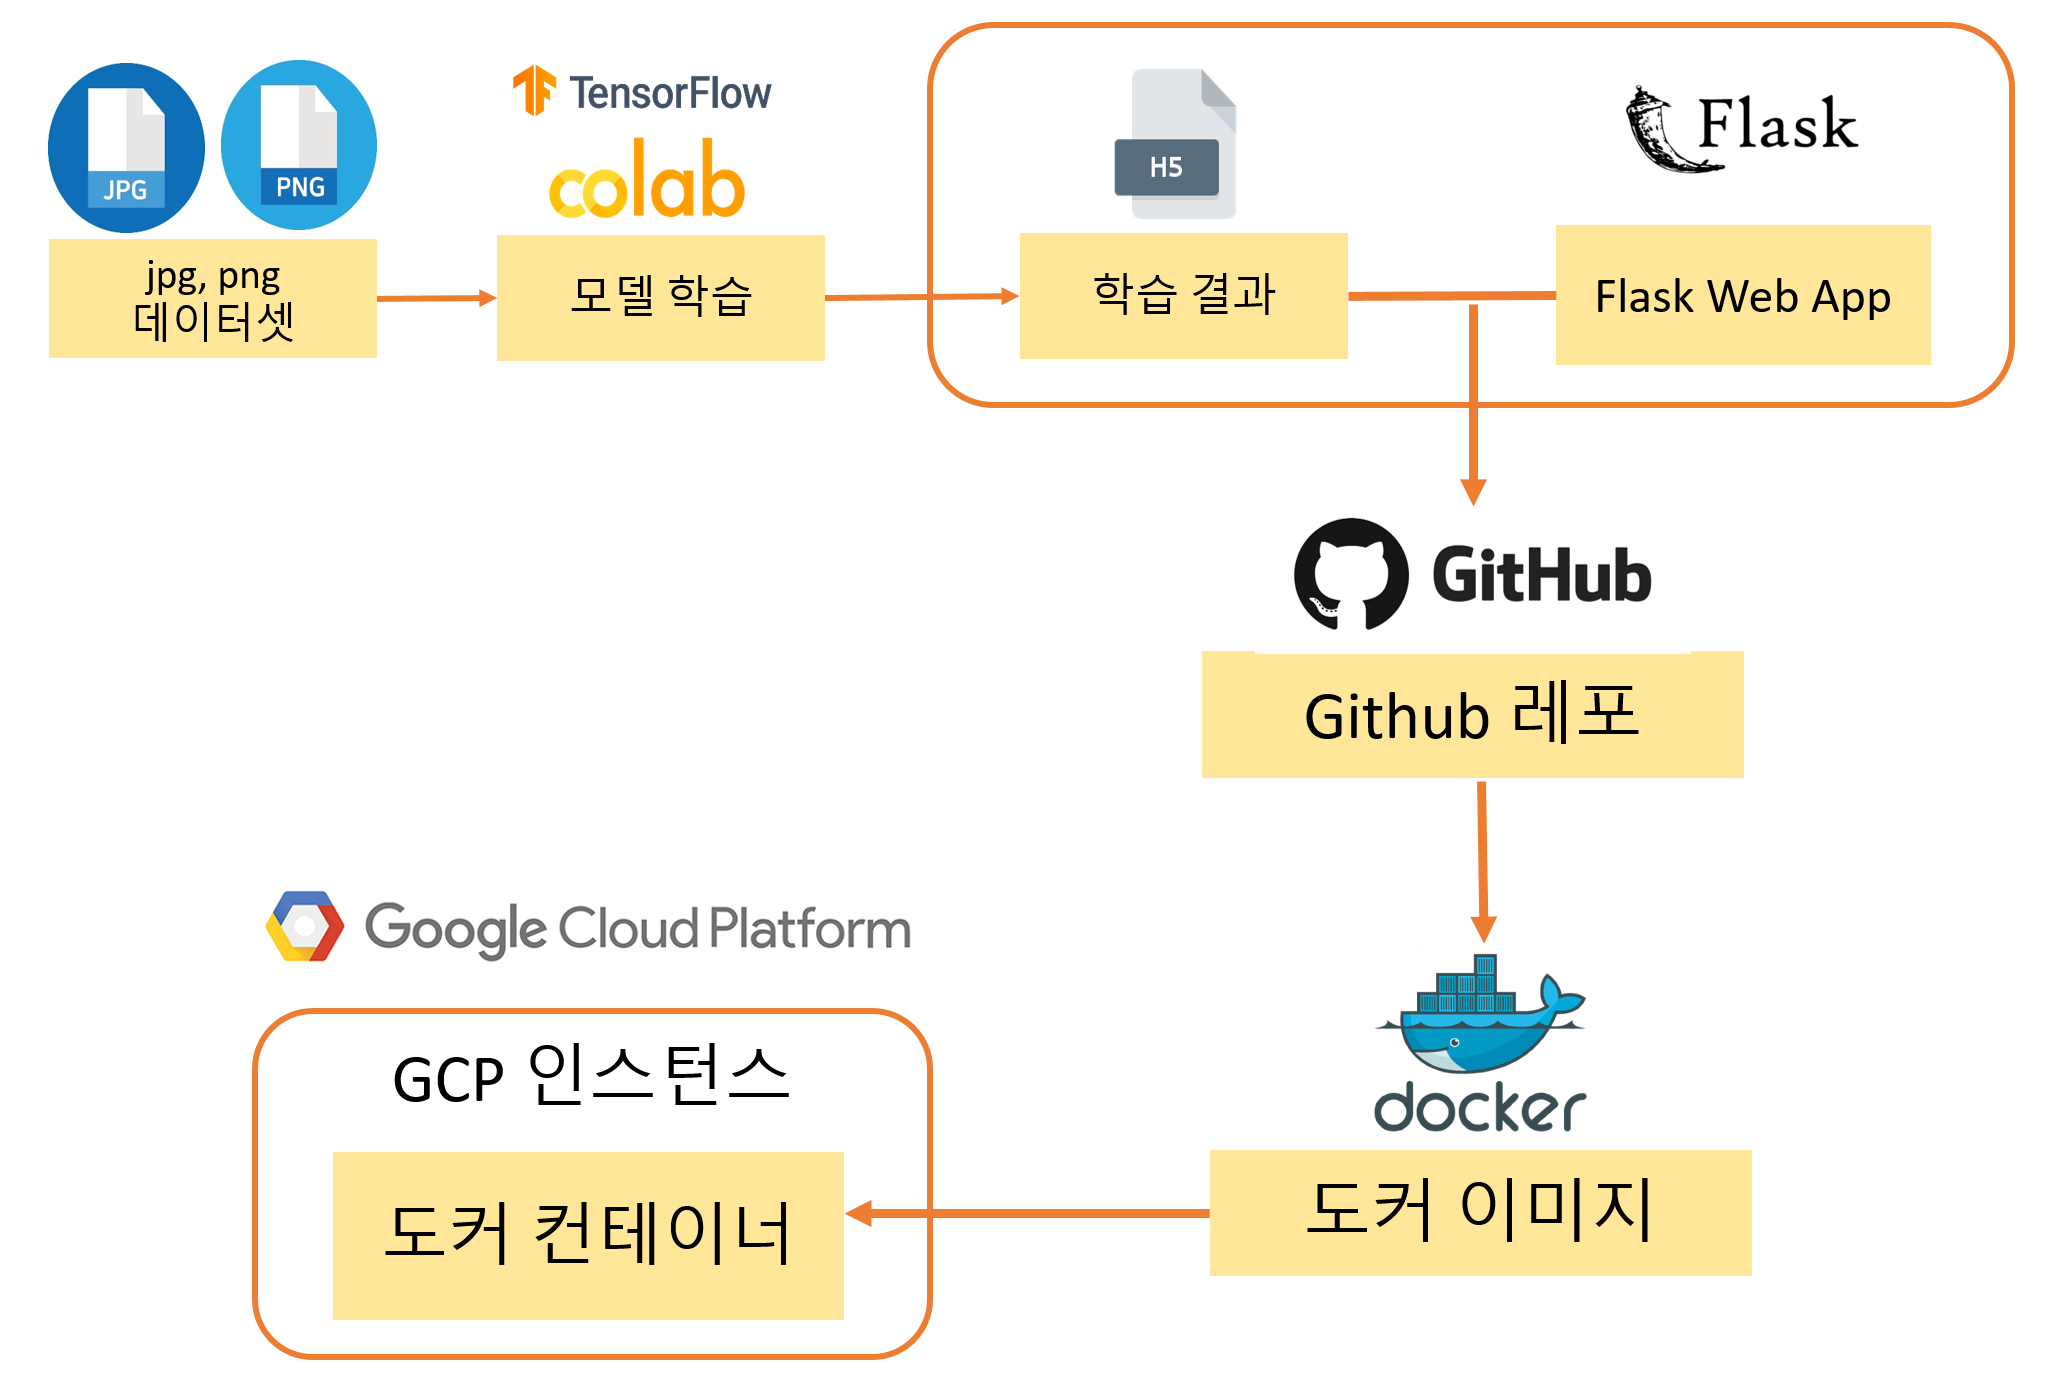 JPG
PNG
jpg, png
데이터셋
TensorFlow
colab
모델 학습
H5
학습 결과
Flask
Flask Web App
GitHub
Github 레포
docker
도커 이미지
Google Cloud Platform
GCP 인스턴스
도커 컨테이너